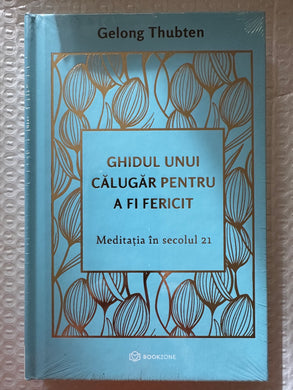 Gelong Thubten
GHIDUL UNUI
CĂLUGĂR PENTRU
A FI FERICIT
Meditația în secolul 21
BOOKZONE